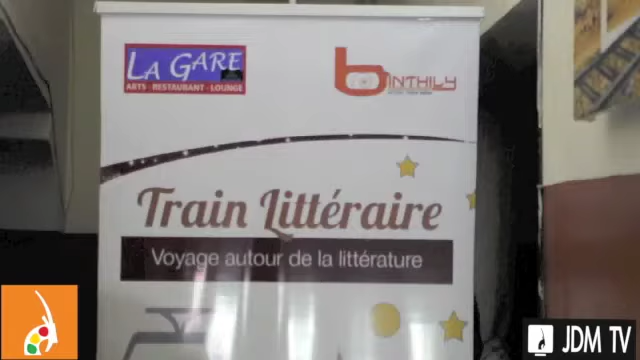 LA GARE
ARTS - RESTAURANT - LOUNGE
BINTHILY
Train Littéraire
Voyage autour de la littérature
JDM TV